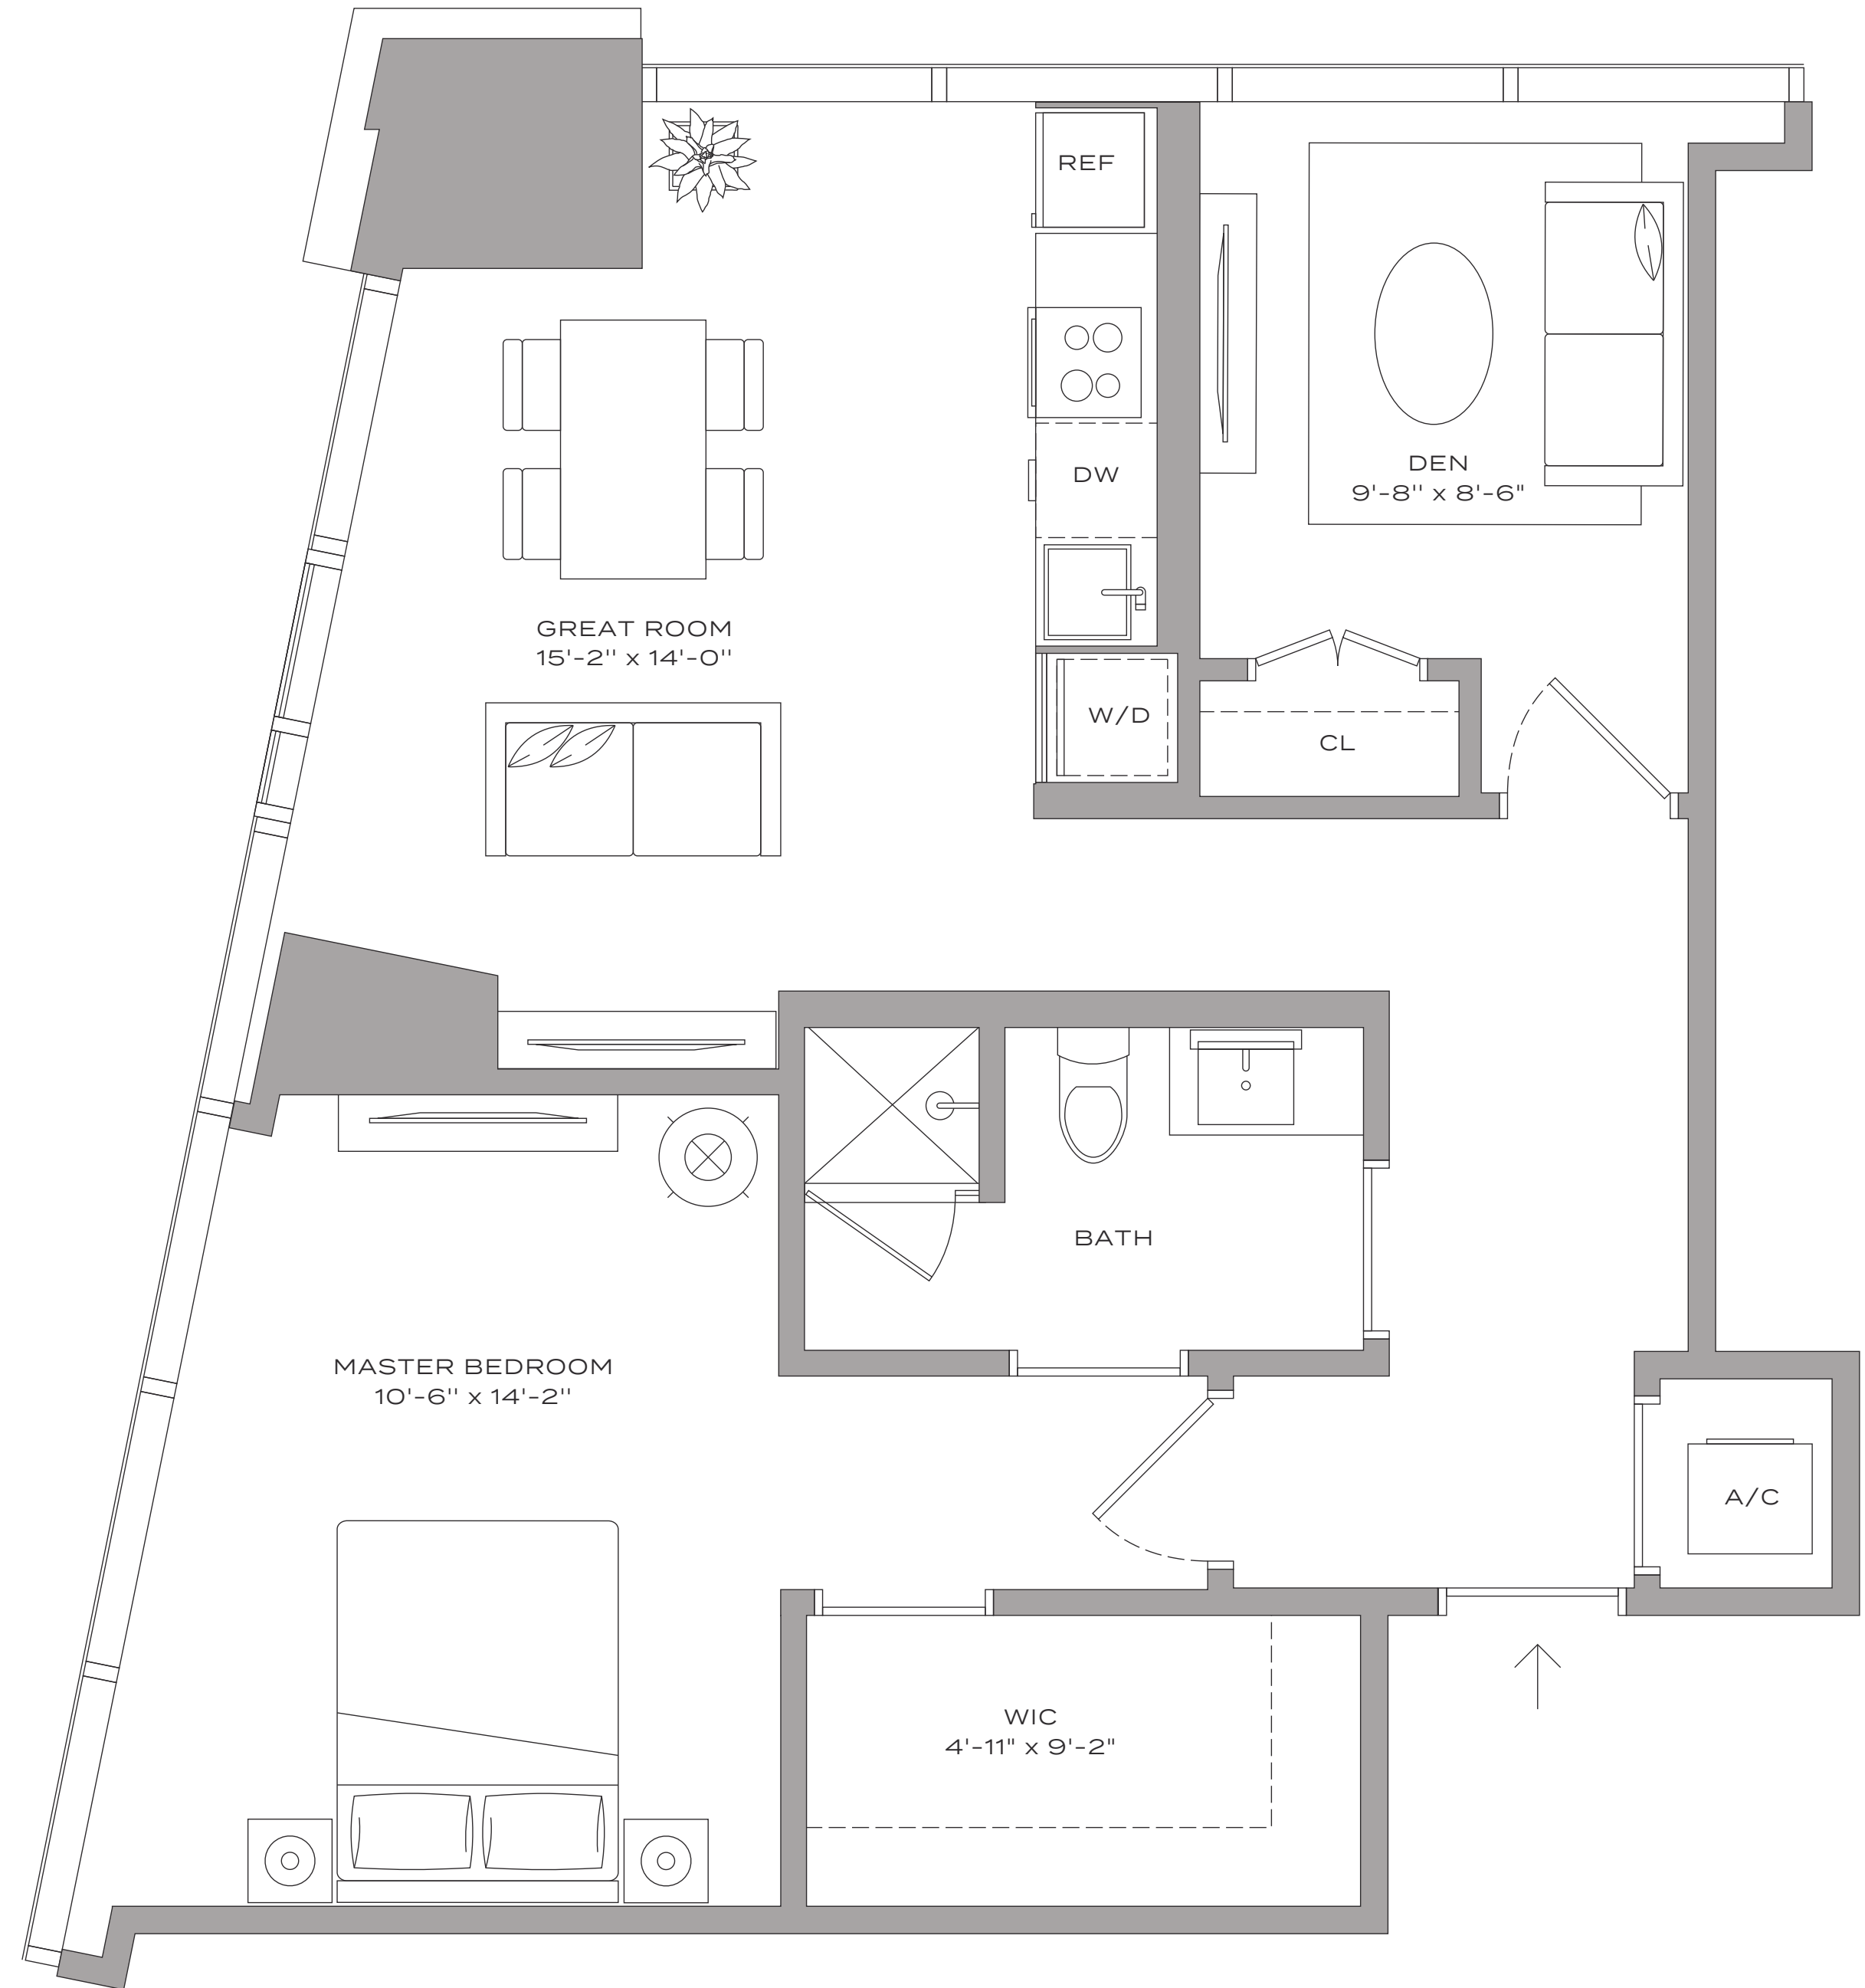 REF
DW
DEN
9'-8'' x 8'-6"
GREAT ROOM
15'-2'' x 14'-0''
W/D
CL
BATH
MASTER BEDROOM
10'-6'' x 14'-2''
A/C
WIC
4'-11" x 9'-2"